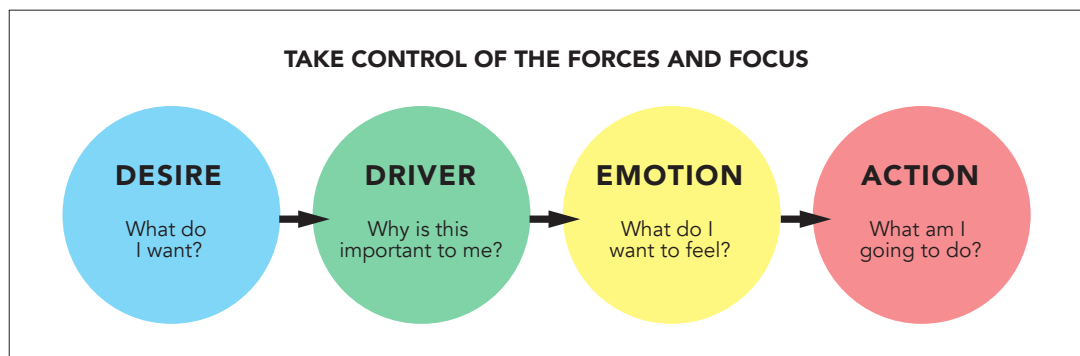 TAKE CONTROL OF THE FORCES AND FOCUS
DESIRE
What do
I want?
DRIVER
Why is this
important to me?
EMOTION
What do I
want to feel?
ACTION
What am I
going to do?